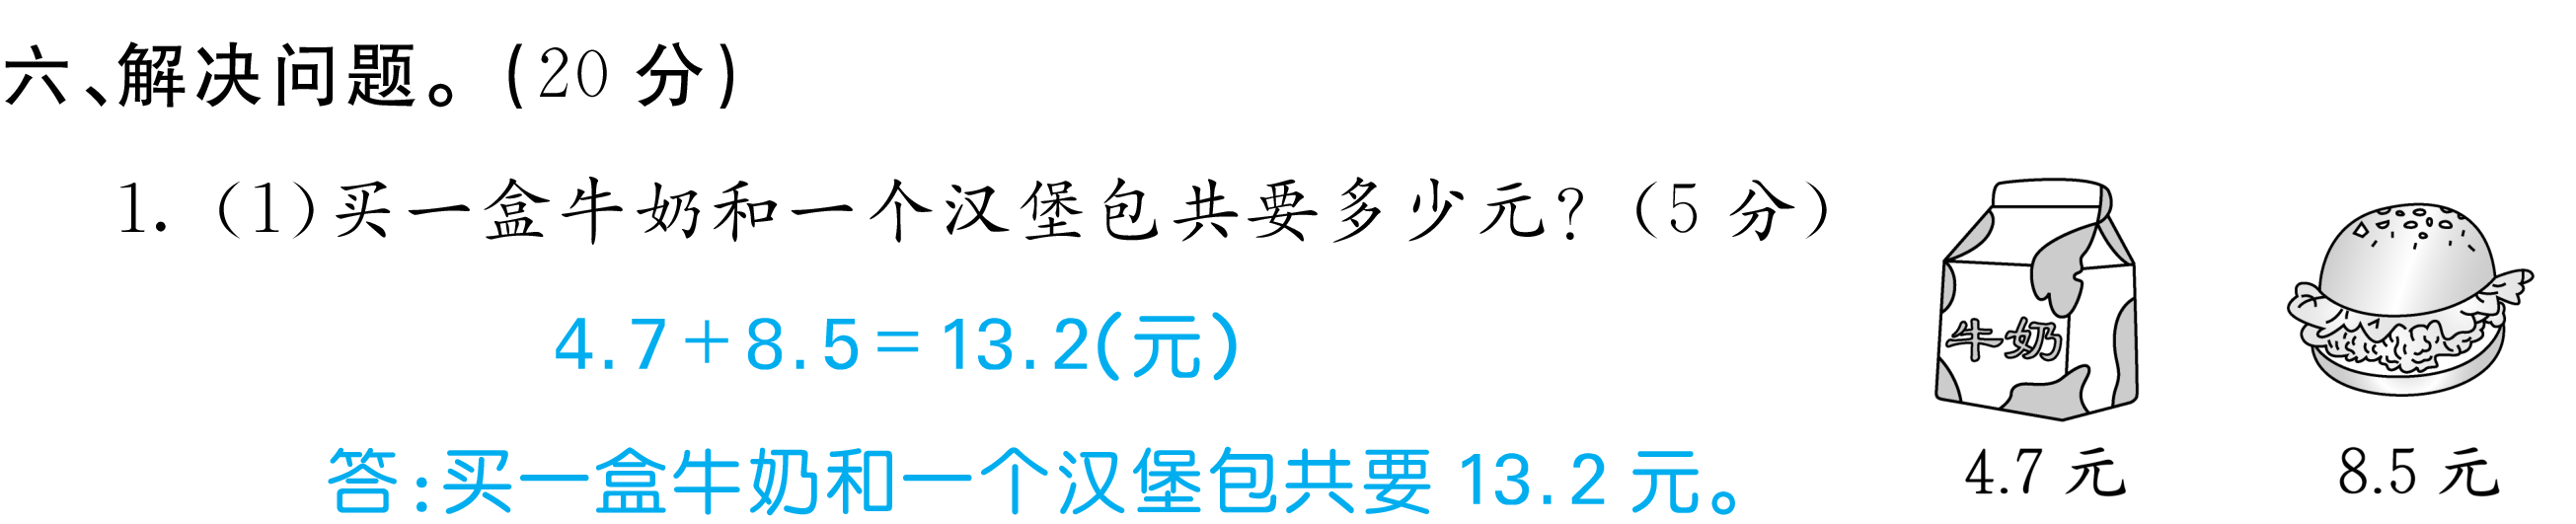 六、解决问题。(20 分)
1. (1)买一盒牛奶和一个汉堡包共要多少元?(5 分)
4.7+8.5=13.2(元)
牛奶
答:买一盒牛奶和一个汉堡包共要 13.2 元。
4.7 元
8.5 元